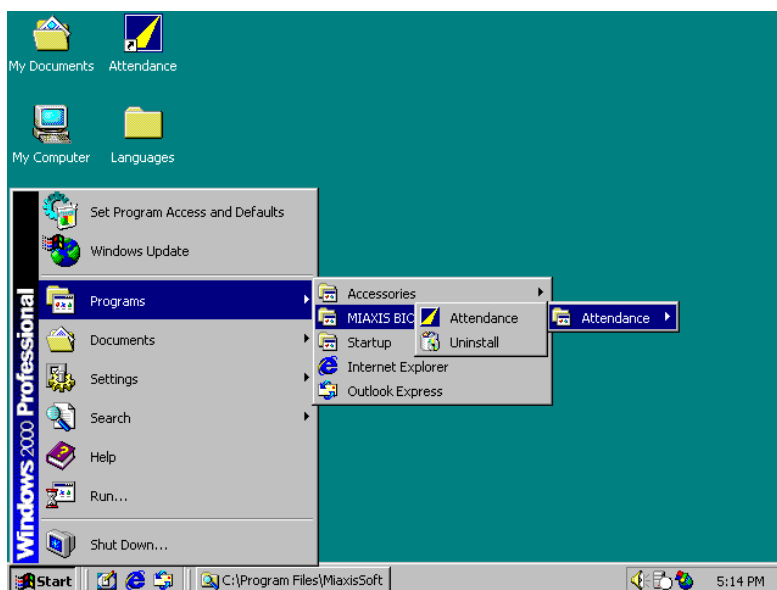 My Documents
Attendance
My Computer
Languages
Windows 2000 Professional
Set Program Access and Defaults
Windows Update
Programs
Documents
Settings
Search
Help
Run...
Shut Down...
Accessories
MIAXIS BIO
Startup
Internet Explorer
Outlook Express
Attendance
Uninstall
Attendance
Start
C:\Program Files\MiaxisSoft
5:14 PM